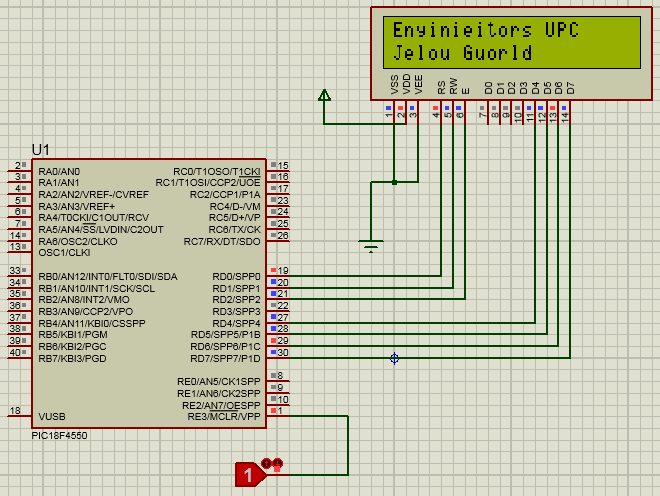 Enyinieitors UPC
Jelou Guorld
VSS VDD VEE RS RW E D0 D1 D2 D3 D4 D5 D6 D7
1 2 3 4 5 6 7 8 9 10 11 12 13 14
U1
2 RA0/AN0 RC0/T1OSO/T1CKI 15
3 RA1/AN1 RC1/T1OSI/CCP2/UOE 16
4 RA2/AN2/VREF-/CVREF RC2/CCP1/P1A 17
5 RA3/AN3/VREF+ RC4/D-/VM 23
6 RA4/T0CKI/C1OUT/RCV RC5/D+/VP 24
7 RA5/AN4/SS/LVDIN/C2OUT RC6/TX/CK 25
14 RA6/OSC2/CLKO RC7/RX/DT/SDO 26
13 OSC1/CLKI
33 RB0/AN12/INT0/FLT0/SDI/SDA RD0/SPP0 19
34 RB1/AN10/INT1/SCK/SCL RD1/SPP1 20
35 RB2/AN8/INT2/VMO RD2/SPP2 21
36 RB3/AN9/CCP2/VPO RD3/SPP3 22
37 RB4/AN11/KBI0/CSSPP RD4/SPP4 27
38 RB5/KBI1/PGM RD5/SPP5/P1B 28
39 RB6/KBI2/PGC RD6/SPP6/P1C 29
40 RB7/KBI3/PGD RD7/SPP7/P1D 30
RE0/AN5/CK1SPP 8
RE1/AN6/CK2SPP 9
RE2/AN7/OESPP 10
18 VUSB RE3/MCLR/VPP 1
PIC18F4550
1